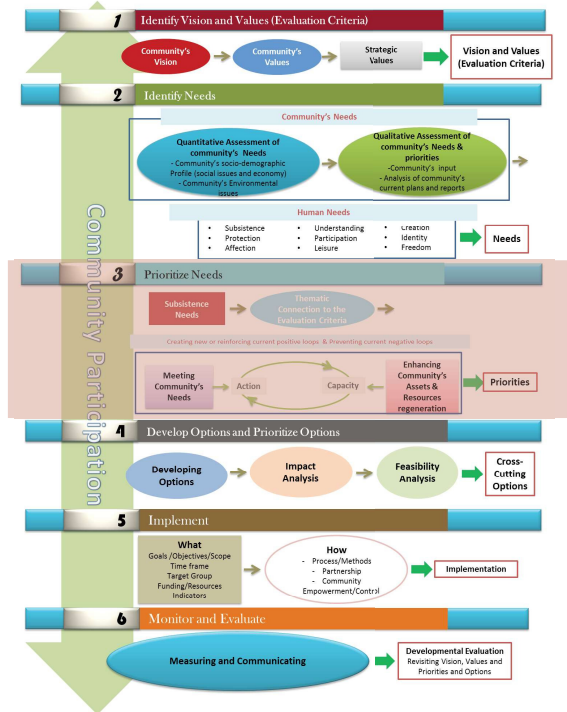 1 Identify Vision and Values (Evaluation Criteria)
Community's
Vision
Community's
Values
Strategic
Values
Vision and Values
(Evaluation Criteria)
2 Identify Needs
Community's Needs
Quantitative Assessment of
community's Needs
- Community's socio-demographic
Profile (social issues and economy)
- Community's Environmental
issues
Qualitative Assessment of
community's Needs &
priorities
-Community's input
- Analysis of community's
current plans and reports
Human Needs
• Subsistence
• Protection
• Affection
• Understanding
• Participation
• Leisure
• Creation
• Identity
• Freedom
Needs
Community Participation
3 Prioritize Needs
Subsistence
Needs
Thematic
Connection to the
Evaluation Criteria
Creating new or reinforcing current positive loops & Preventing current negative loops
Meeting
Community's
Needs
Action
Capacity
Enhancing
Community's
Assets &
Resources
regeneration
Priorities
4 Develop Options and Prioritize Options
Developing
Options
Impact
Analysis
Feasibility
Analysis
Cross-
Cutting
Options
5 Implement
What
Goals /Objectives/Scope
Time frame
Target Group
Funding/Resources
Indicators
How
- Process/Methods
- Partnership
- Community
Empowerment/Control
Implementation
6 Monitor and Evaluate
Measuring and Communicating
Developmental Evaluation
Revisiting Vision, Values and
Priorities and Options